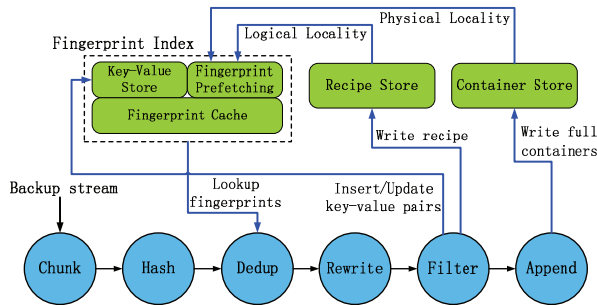 Physical Locality
Logical Locality
Fingerprint Index
Key-Value
Store
Fingerprint
Prefetching
Fingerprint Cache
Recipe Store
Container Store
Write recipe
Write full
containers
Backup stream
Lookup
fingerprints
Insert/Update
key-value pairs
Chunk
Hash
Dedup
Rewrite
Filter
Append